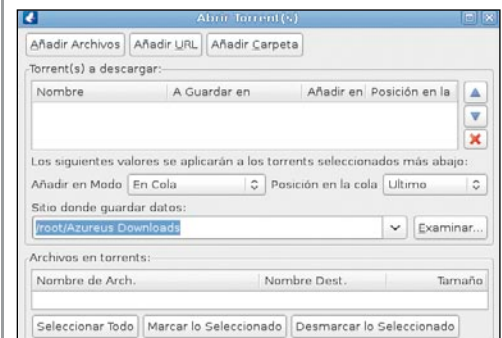 Abrir Torrent(s)
Añadir Archivos Añadir URL Añadir Carpeta
Torrent(s) a descargar:
Nombre A Guardar en Añadir en Posición en la
Los siguientes valores se aplicarán a los torrents seleccionados más abajo:
Añadir en Modo En Cola Posición en la cola Ultimo
Sitio donde guardar datos:
/root/Azureus Downloads Examinar...
Archivos en torrents:
Nombre de Arch. Nombre Dest. Tamaño
Seleccionar Todo Marcar lo Seleccionado Desmarcar lo Seleccionado